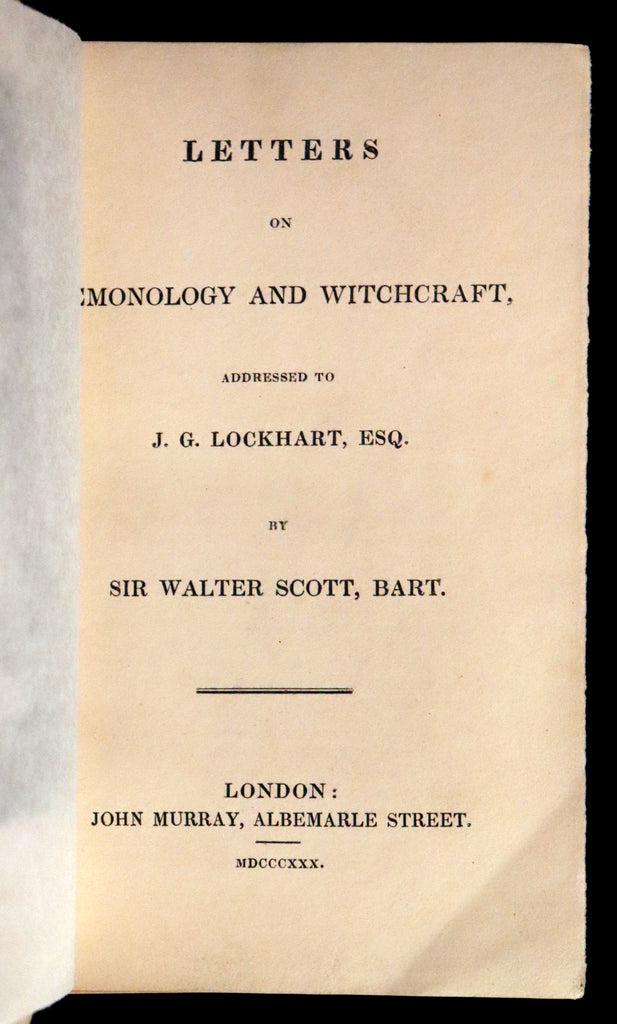 LETTERS
ON
EMONOLOGY AND WITCHCRAFT,
ADDRESSED TO
J. G. LOCKHART, ESQ.
BY
SIR WALTER SCOTT, BART.
LONDON:
JOHN MURRAY, ALBEMARLE STREET.
MDCCCXXX.